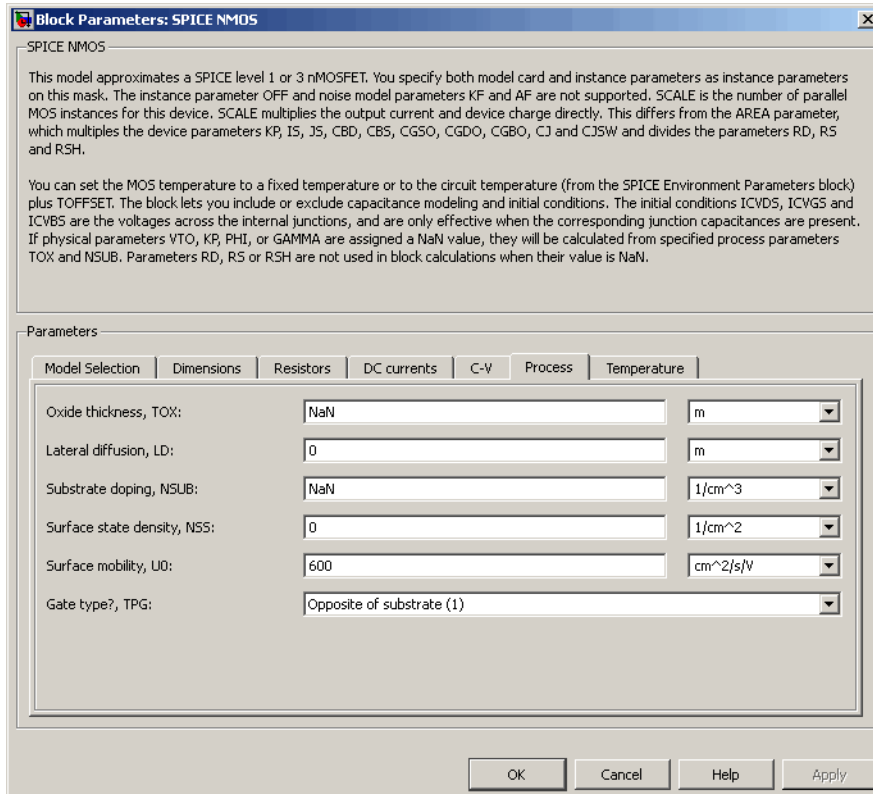 Block Parameters: SPICE NMOS
SPICE NMOS
This model approximates a SPICE level 1 or 3 nMOSFET. You specify both model card and instance parameters as instance parameters
on this mask. The instance parameter OFF and noise model parameters KF and AF are not supported. SCALE is the number of parallel
MOS instances for this device. SCALE multiplies the output current and device charge directly. This differs from the AREA parameter,
which multiples the device parameters KP, IS, JS, CBD, CBS, CGSO, CGDO, CGBO, CJ and CJSW and divides the parameters RD, RS
and RSH.
You can set the MOS temperature to a fixed temperature or to the circuit temperature (from the SPICE Environment Parameters block)
plus TOFFSET. The block lets you include or exclude capacitance modeling and initial conditions. The initial conditions ICVDS, ICVGS and
ICVBS are the voltages across the internal junctions, and are only effective when the corresponding junction capacitances are present.
If physical parameters VTO, KP, PHI, or GAMMA are assigned a NaN value, they will be calculated from specified process parameters
TOX and NSUB. Parameters RD, RS or RSH are not used in block calculations when their value is NaN.
Parameters
Model Selection Dimensions Resistors DC currents C-V Process Temperature
Oxide thickness, TOX: NaN m
Lateral diffusion, LD: 0 m
Substrate doping, NSUB: NaN 1/cm^3
Surface state density, NSS: 0 1/cm^2
Surface mobility, U0: 600 cm^2/s/V
Gate type?, TPG: Opposite of substrate (1)
OK Cancel Help Apply